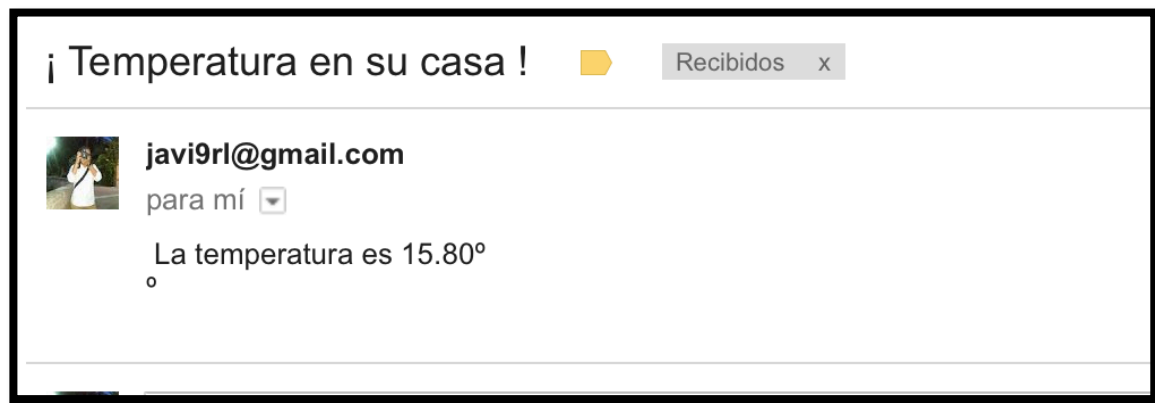 ¡ Temperatura en su casa !
Recibidos x
javi9rl@gmail.com
para mí
La temperatura es 15.80º
º